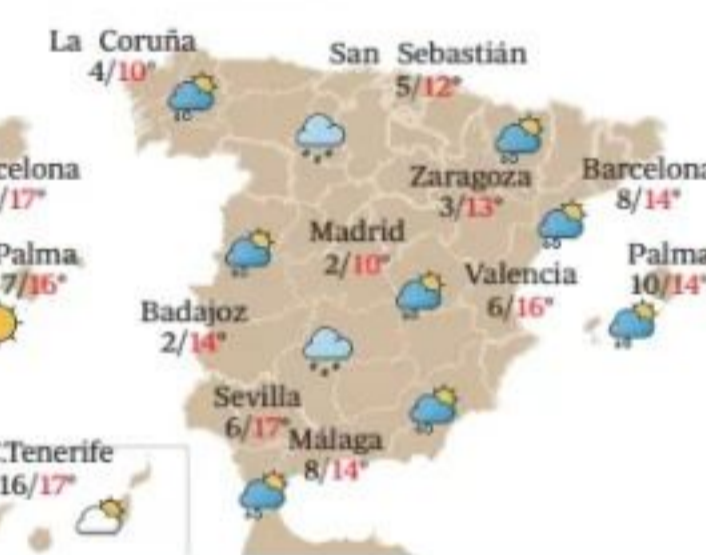 La Coruña
4/10°
San Sebastián
5/12°
celona
/17°
Zaragoza
3/13°
Barcelona
8/14°
Palma
7/16°
Madrid
2/10°
Valencia
6/16°
Palma
10/14°
Badajoz
2/14°
Sevilla
6/17°
Málaga
8/14°
.Tenerife
16/17°